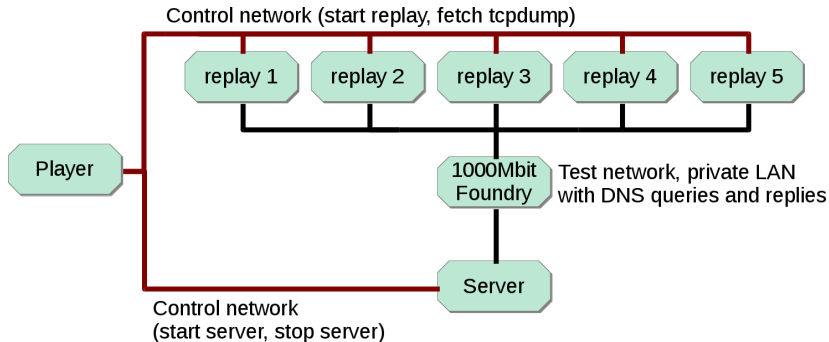 Control network (start replay, fetch tcpdump)
replay 1
replay 2
replay 3
replay 4
replay 5
Player
1000Mbit
Foundry
Test network, private LAN
with DNS queries and replies
Server
Control network
(start server, stop server)